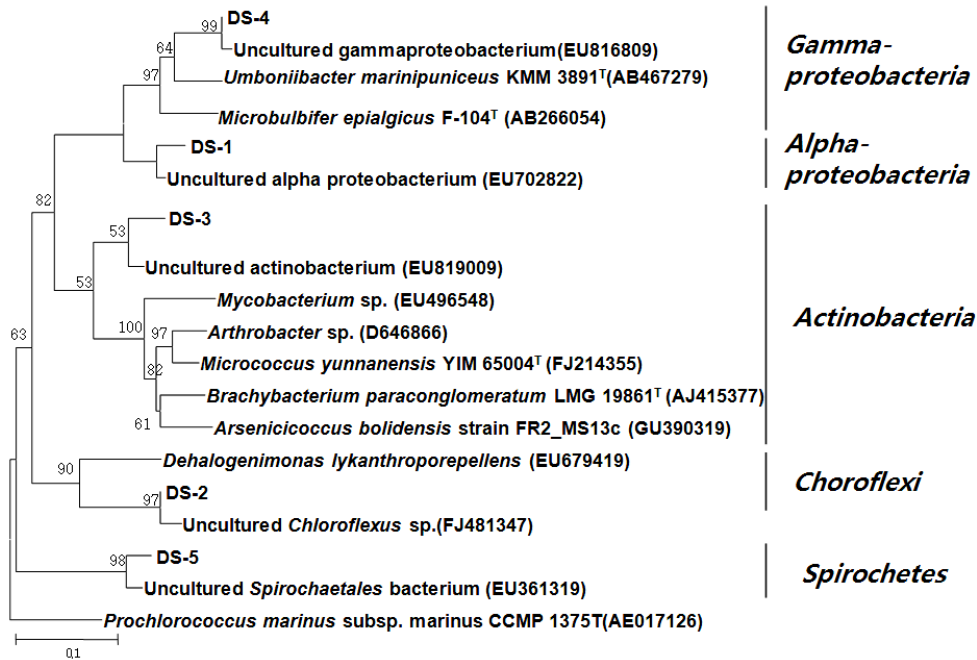 DS-4
99
Uncultured gammaproteobacterium(EU816809)
64
Umboniibacter marinipuniceus KMM 3891ᵀ(AB467279)
97
Microbulbifer epialgicus F-104ᵀ (AB266054)
Gamma-
proteobacteria
DS-1
Uncultured alpha proteobacterium (EU702822)
Alpha-
proteobacteria
82
DS-3
53
Uncultured actinobacterium (EU819009)
53
Mycobacterium sp. (EU496548)
100
97
Arthrobacter sp. (D646866)
Micrococcus yunnanensis YIM 65004ᵀ(FJ214355)
82
Brachybacterium paraconglomeratum LMG 19861ᵀ(AJ415377)
61
Arsenicicoccus bolidensis strain FR2_MS13c (GU390319)
Actinobacteria
63
Dehalogenimonas lykanthroporepellens (EU679419)
90
DS-2
97
Uncultured Chloroflexus sp.(FJ481347)
Choroflexi
DS-5
98
Uncultured Spirochaetales bacterium (EU361319)
Spirochetes
Prochlorococcus marinus subsp. marinus CCMP 1375T(AE017126)
0.1